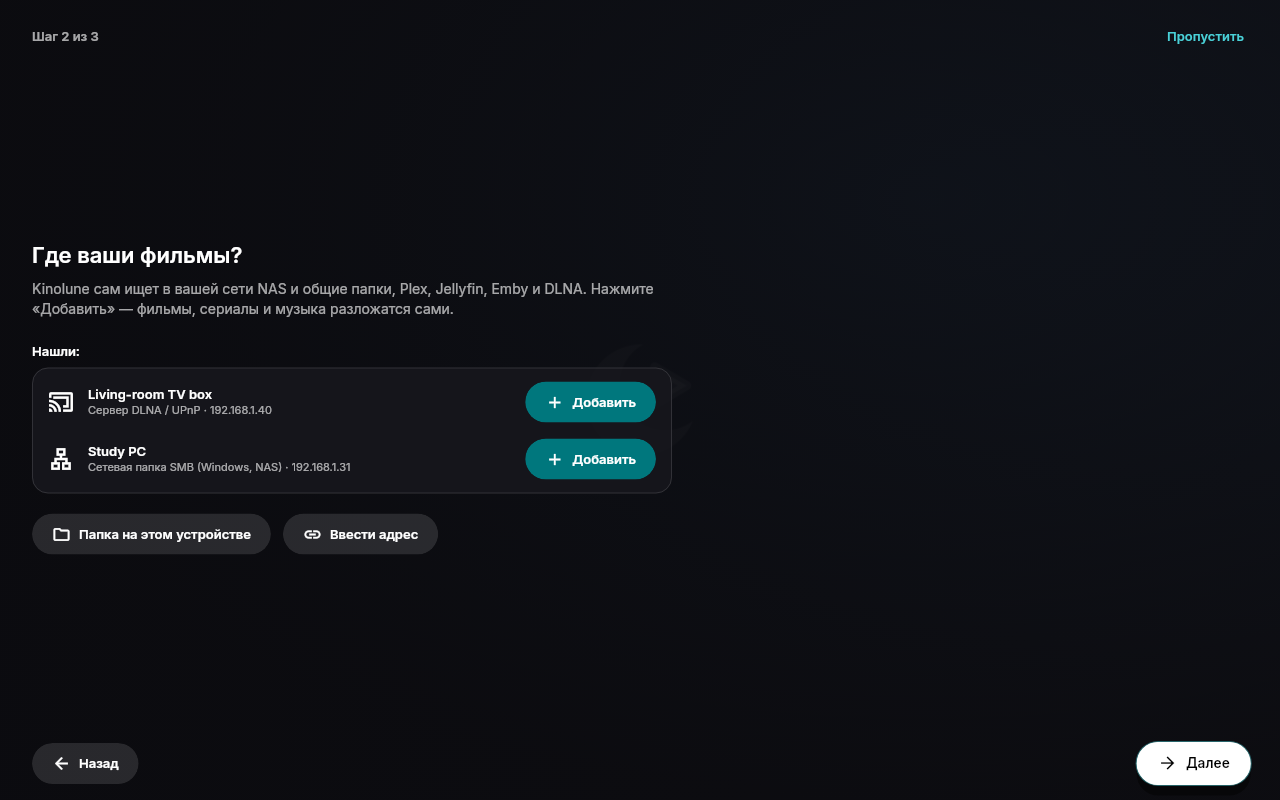 Шаг 2 из 3
Пропустить
Где ваши фильмы?
Kinolune сам ищет в вашей сети NAS и общие папки, Plex, Jellyfin, Emby и DLNA. Нажмите
«Добавить» — фильмы, сериалы и музыка разложатся сами.
Нашли:
Living-room TV box
Сервер DLNA / UPnP · 192.168.1.40
Добавить
Study PC
Сетевая папка SMB (Windows, NAS) · 192.168.1.31
Добавить
Папка на этом устройстве
Ввести адрес
Назад
Далее